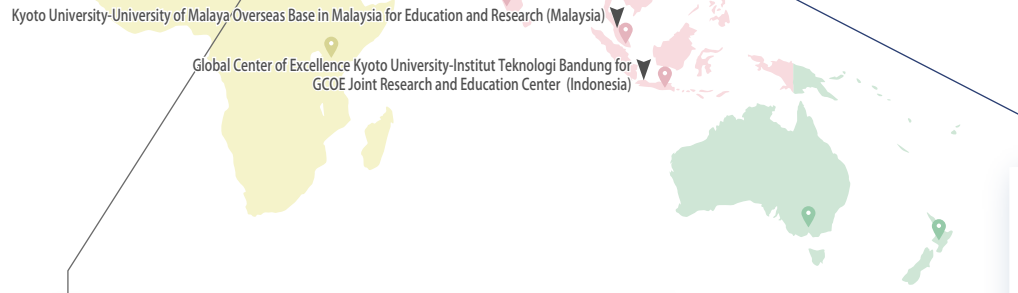 Kyoto University-University of Malaya Overseas Base in Malaysia for Education and Research (Malaysia)
Global Center of Excellence Kyoto University-Institut Teknologi Bandung for
GCOE Joint Research and Education Center (Indonesia)